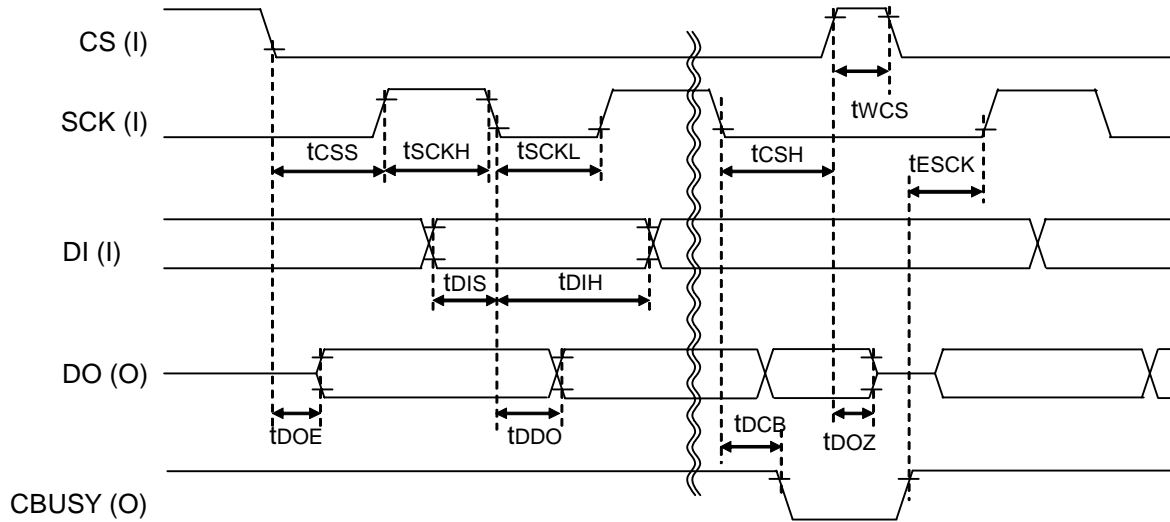 CS (I)
tWCS
SCK (I)
tCSS
tSCKH
tSCKL
tCSH
tESCK
DI (I)
tDIS
tDIH
DO (O)
tDOE
tDDO
tDCB
tDOZ
CBUSY (O)